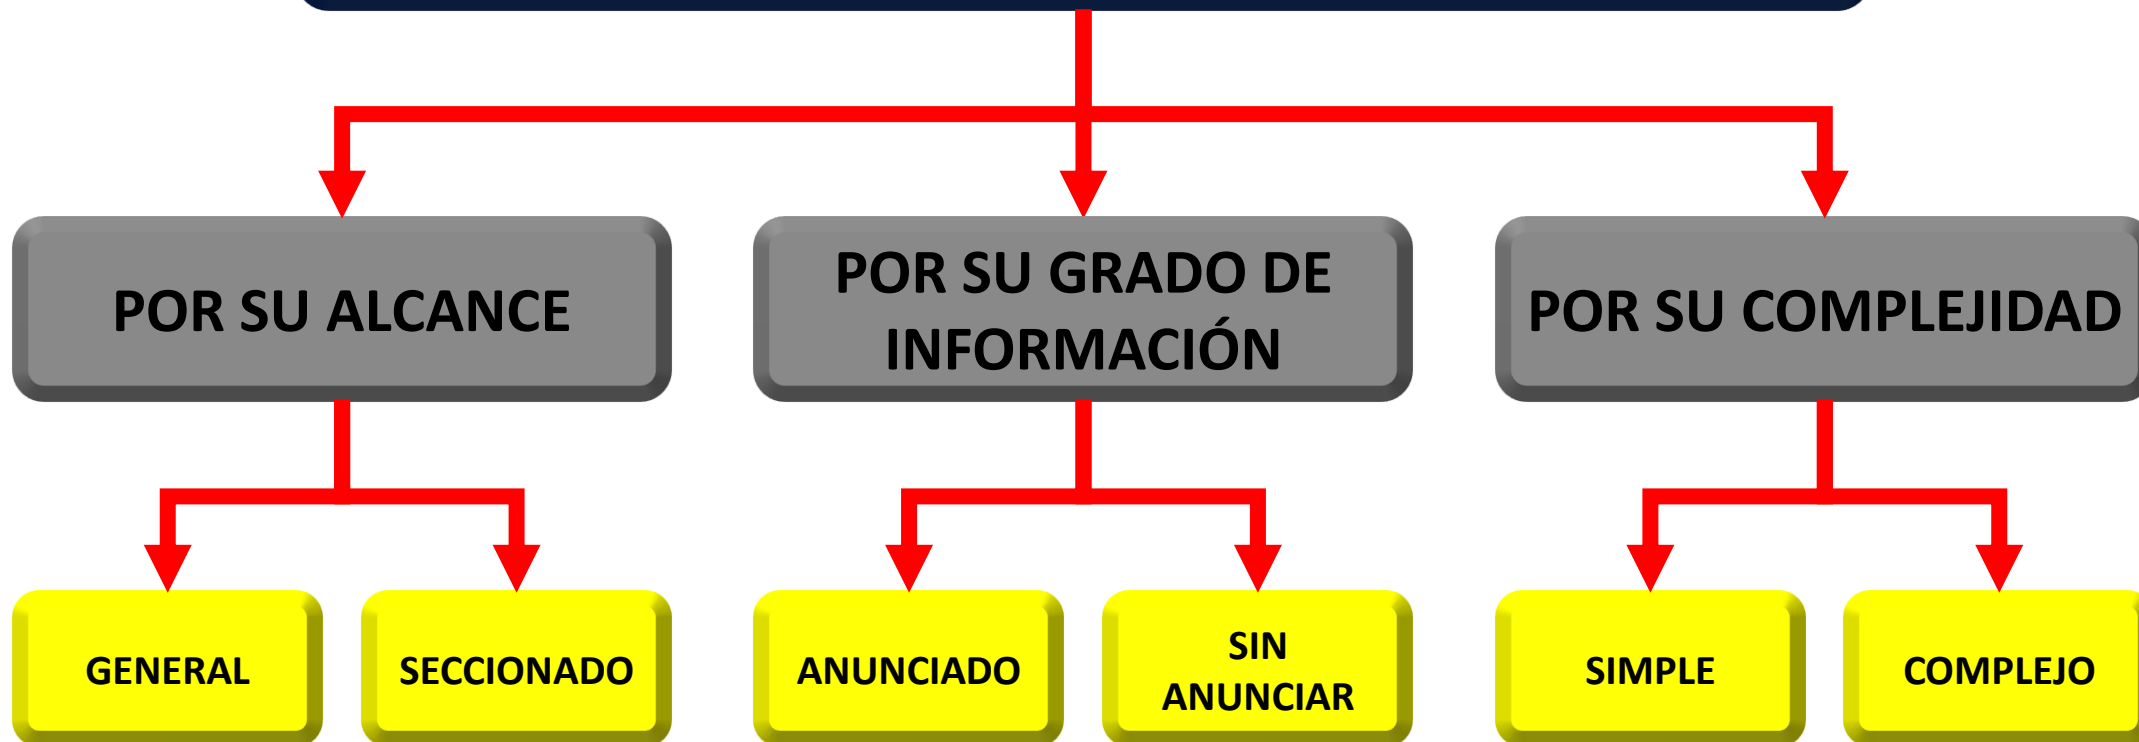 POR SU ALCANCE
POR SU GRADO DE
INFORMACIÓN
POR SU COMPLEJIDAD
GENERAL
SECCIONADO
ANUNCIADO
SIN
ANUNCIAR
SIMPLE
COMPLEJO